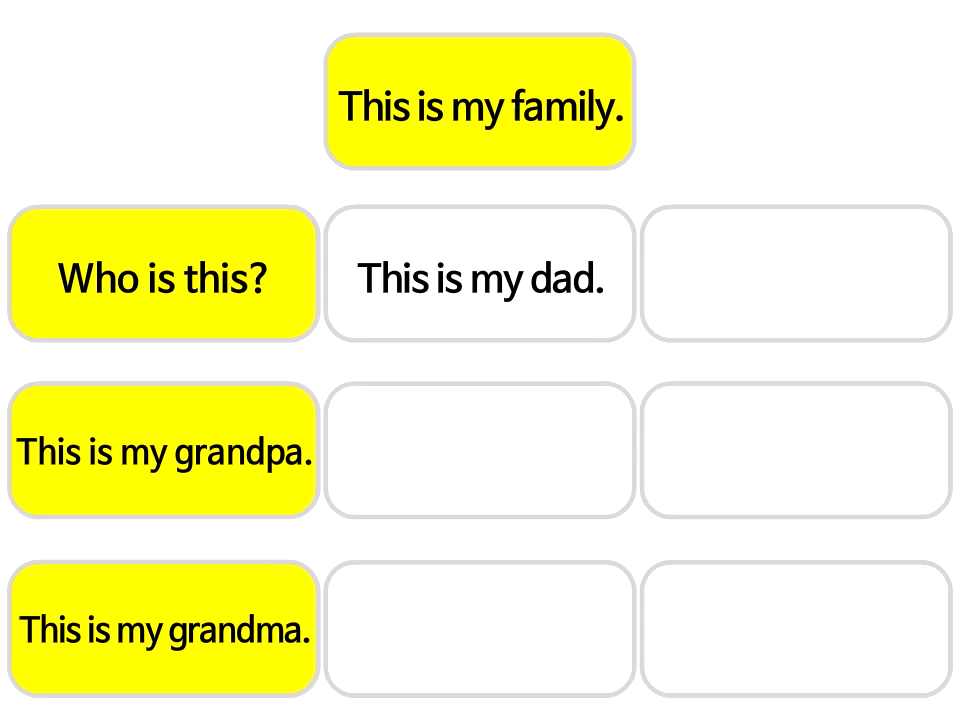 This is my family.
Who is this?
This is my dad.
This is my grandpa.
This is my grandma.